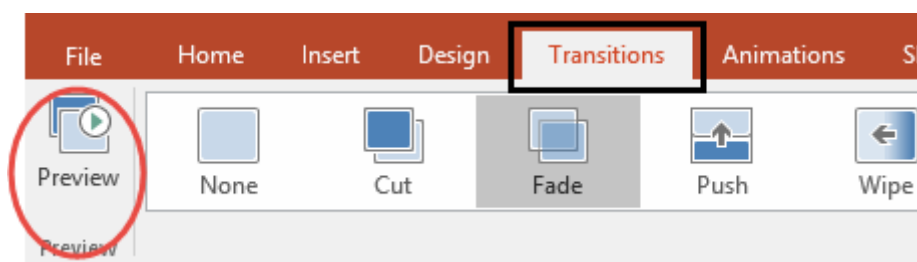 File Home Insert Design Transitions Animations S
Preview None Cut Fade Push Wipe
Preview